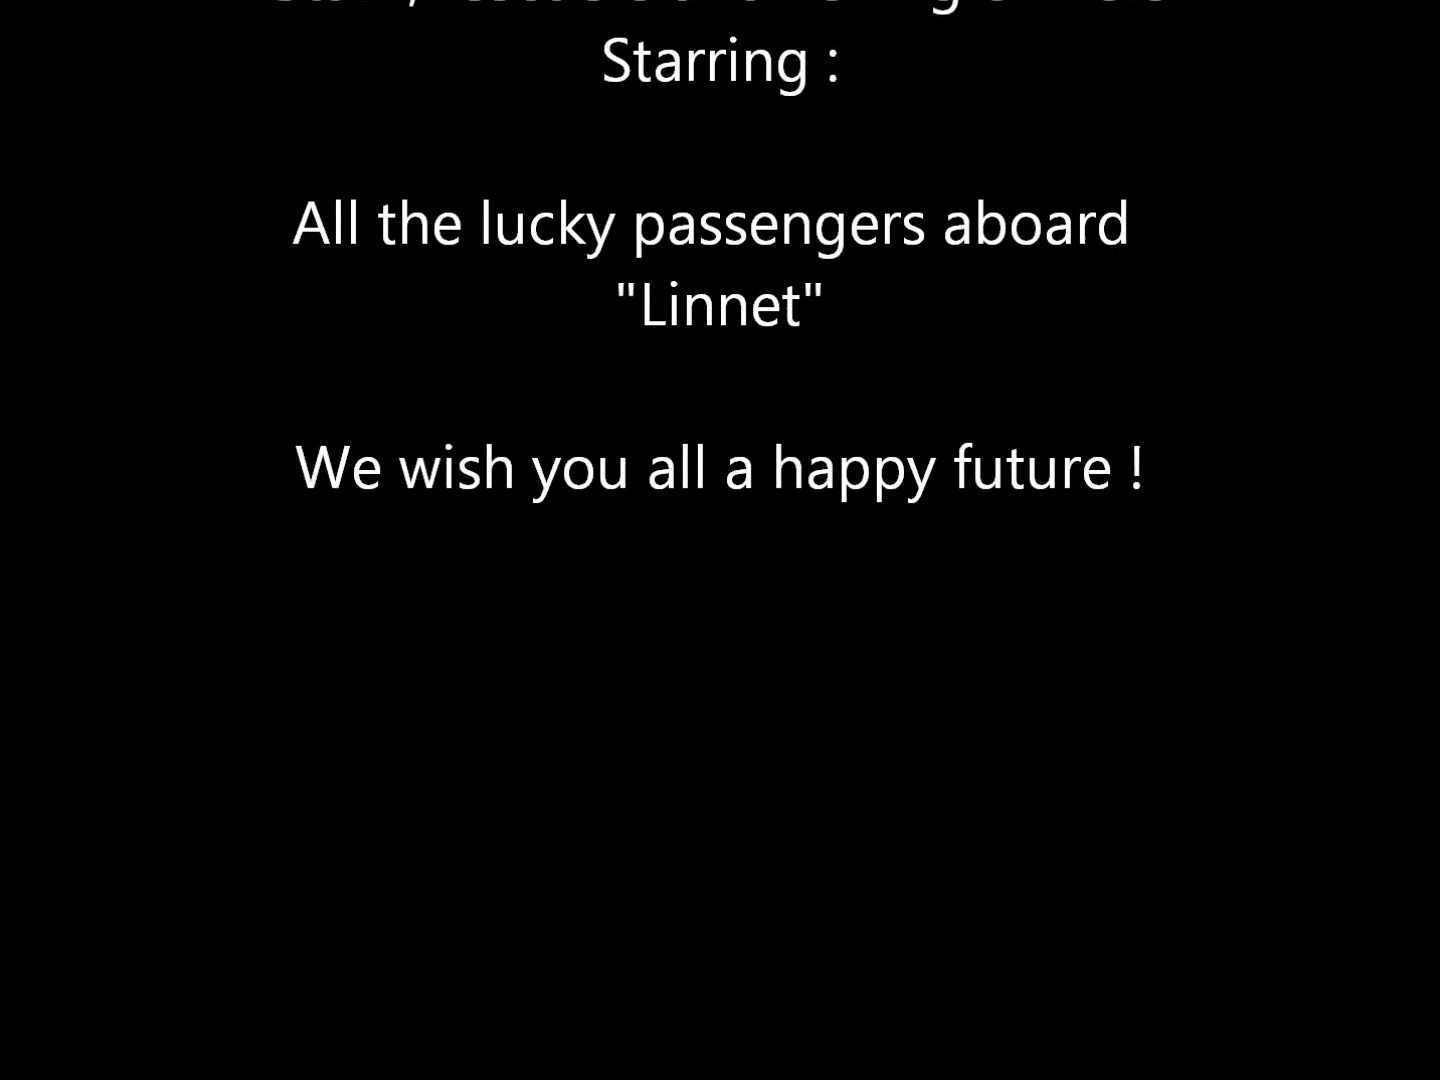 Starring :
All the lucky passengers aboard
"Linnet"
We wish you all a happy future !